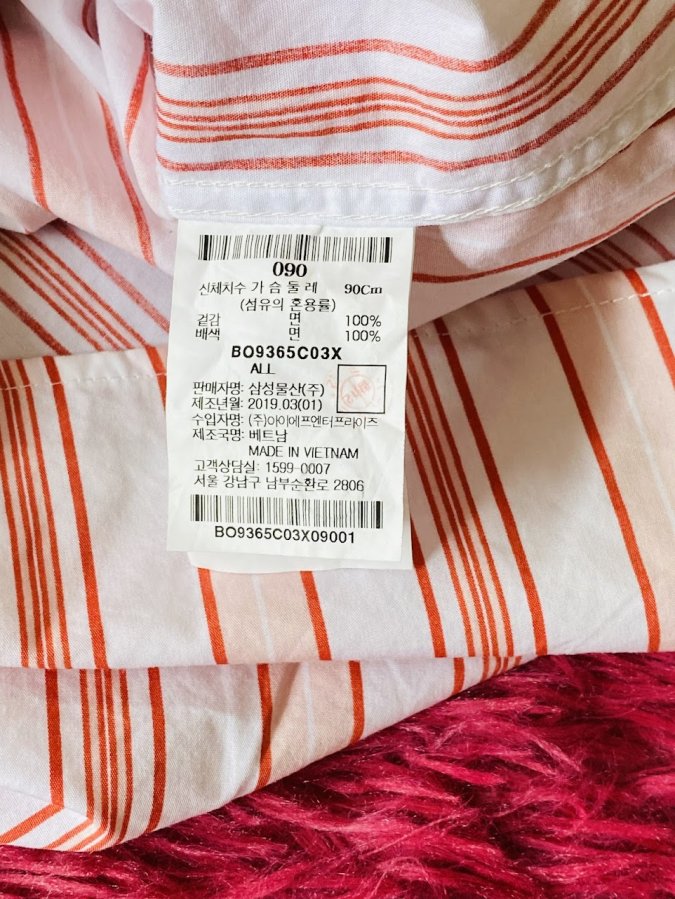 090
신체치수 가 슴 둘 레 90Cm
(섬유의 혼용률)
겉감 면 100%
배색 면 100%
BO9365C03X
ALL
판매자명: 삼성물산(주)
제조년월: 2019.03(01)
수입자명: (주)아이에프엔터프라이즈
제조국명: 베트남
MADE IN VIETNAM
고객상담실: 1599-0007
서울 강남구 남부순환로 2806
BO9365C03X09001